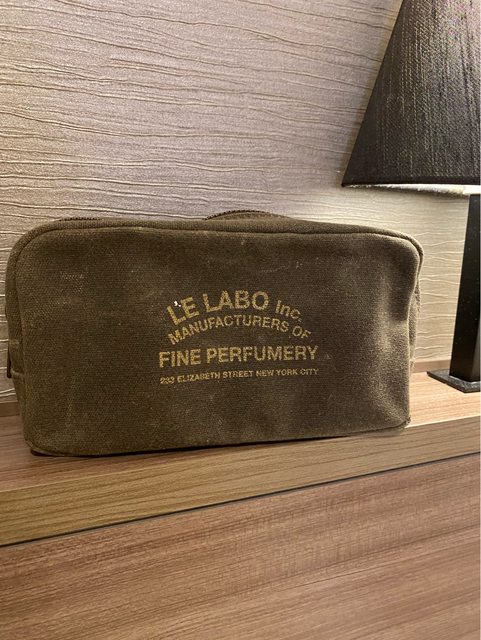 LE LABO Inc.
MANUFACTURERS OF
FINE PERFUMERY
233 ELIZABETH STREET NEW YORK CITY